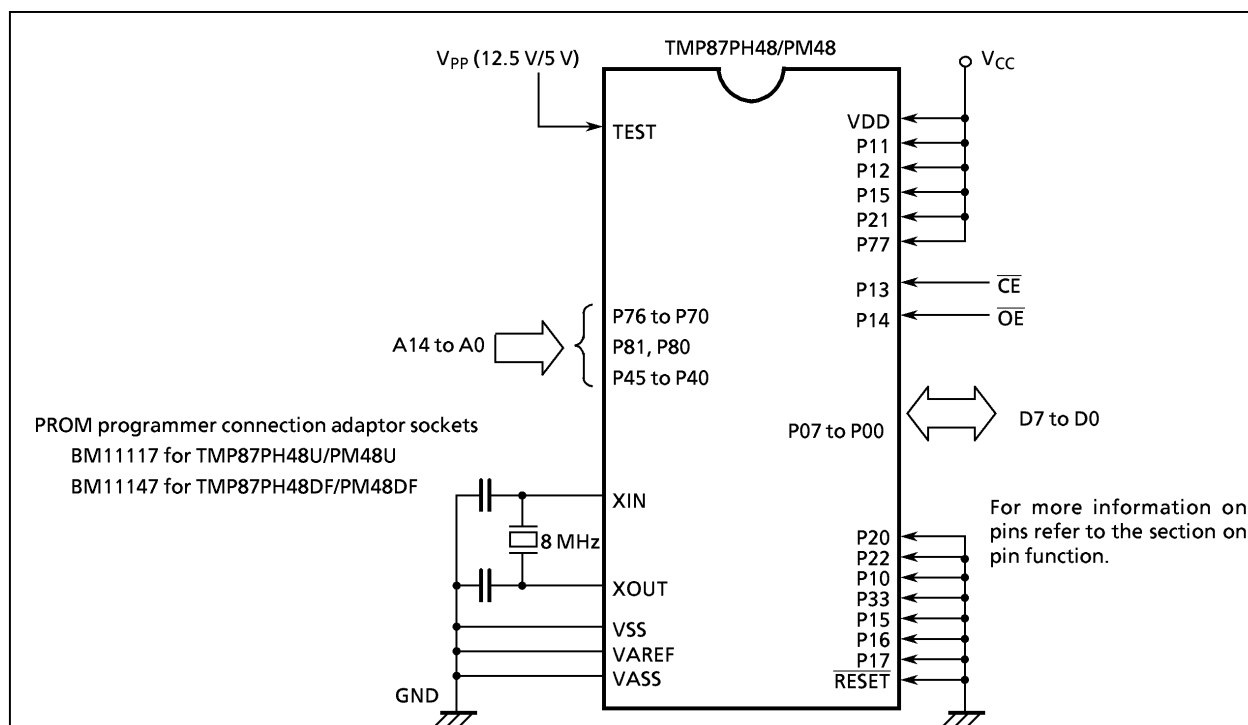 TMP87PH48/PM48
VPP (12.5 V/5 V)
VCC
TEST
VDD
P11
P12
P15
P21
P77
P13
CE
P14
OE
A14 to A0
P76 to P70
P81, P80
P45 to P40
P07 to P00
D7 to D0
PROM programmer connection adaptor sockets
BM11117 for TMP87PH48U/PM48U
BM11147 for TMP87PH48DF/PM48DF
XIN
8 MHz
XOUT
VSS
VAREF
VASS
GND
For more information on
pins refer to the section on
pin function.
P20
P22
P10
P33
P15
P16
P17
RESET